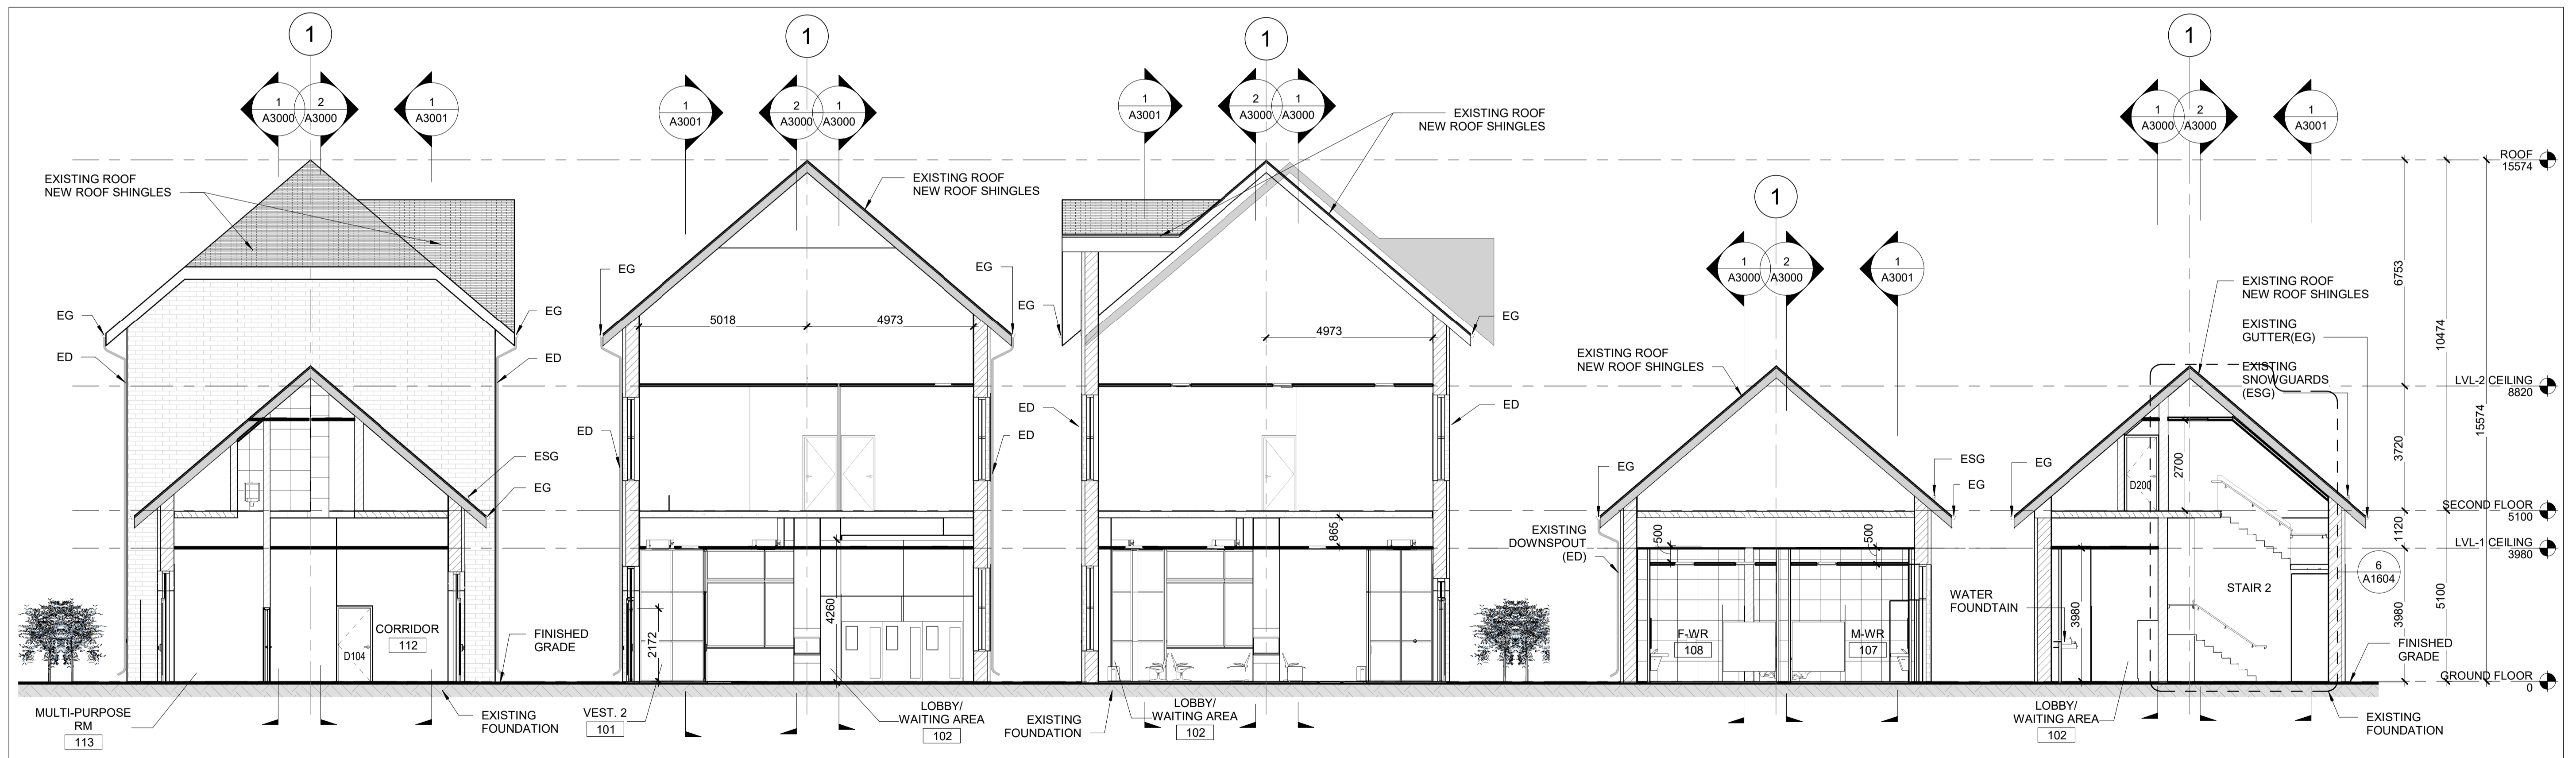 1
1
A3000
2
A3000
1
A3001
EXISTING ROOF
NEW ROOF SHINGLES
EG
ED
EG
ED
ESG
EG
CORRIDOR
112
D104
FINISHED
GRADE
MULTI-PURPOSE
RM
113
EXISTING
FOUNDATION
1
1
A3001
2
A3000
1
A3000
EXISTING ROOF
NEW ROOF SHINGLES
EG
EG
5018
4973
ED
ED
2172
4260
VEST. 2
101
LOBBY/
WAITING AREA
102
1
1
A3001
2
A3000
1
A3000
EXISTING ROOF
NEW ROOF SHINGLES
EG
EG
4973
ED
ED
865
EXISTING
FOUNDATION
LOBBY/
WAITING AREA
102
1
1
A3000
2
A3000
1
A3001
EXISTING ROOF
NEW ROOF SHINGLES
EG
ESG
EG
EXISTING
DOWNSPOUT
(ED)
500
500
F-WR
108
M-WR
107
1
1
A3000
2
A3000
1
A3001
EXISTING ROOF
NEW ROOF SHINGLES
EXISTING
GUTTER(EG)
EXISTING
SNOWGUARDS
(ESG)
EG
D200
2700
WATER
FOUNDTAIN
3980
STAIR 2
6
A1604
FINISHED
GRADE
LOBBY/
WAITING AREA
102
EXISTING
FOUNDATION
ROOF
15574
6753
10474
15574
LVL-2 CEILING
8820
3720
SECOND FLOOR
5100
1120
LVL-1 CEILING
3980
3980
5100
GROUND FLOOR
0